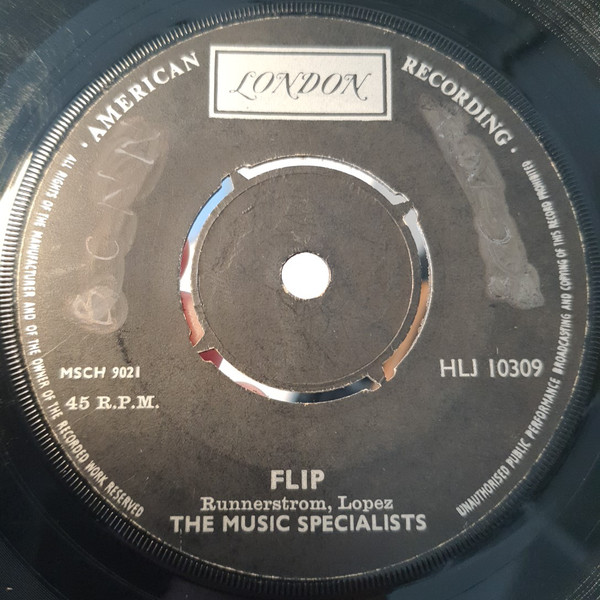 · AMERICAN
LONDON
RECORDING ·
ALL RIGHTS OF THE MANUFACTURER AND OF THE OWNER OF THE RECORDED WORK RESERVED
UNAUTHORISED PUBLIC PERFORMANCE BROADCASTING AND COPYING OF THIS RECORD PROHIBITED
MSCH 9021
HLJ 10309
45 R.P.M.
FLIP
Runnerstrom, Lopez
THE MUSIC SPECIALISTS